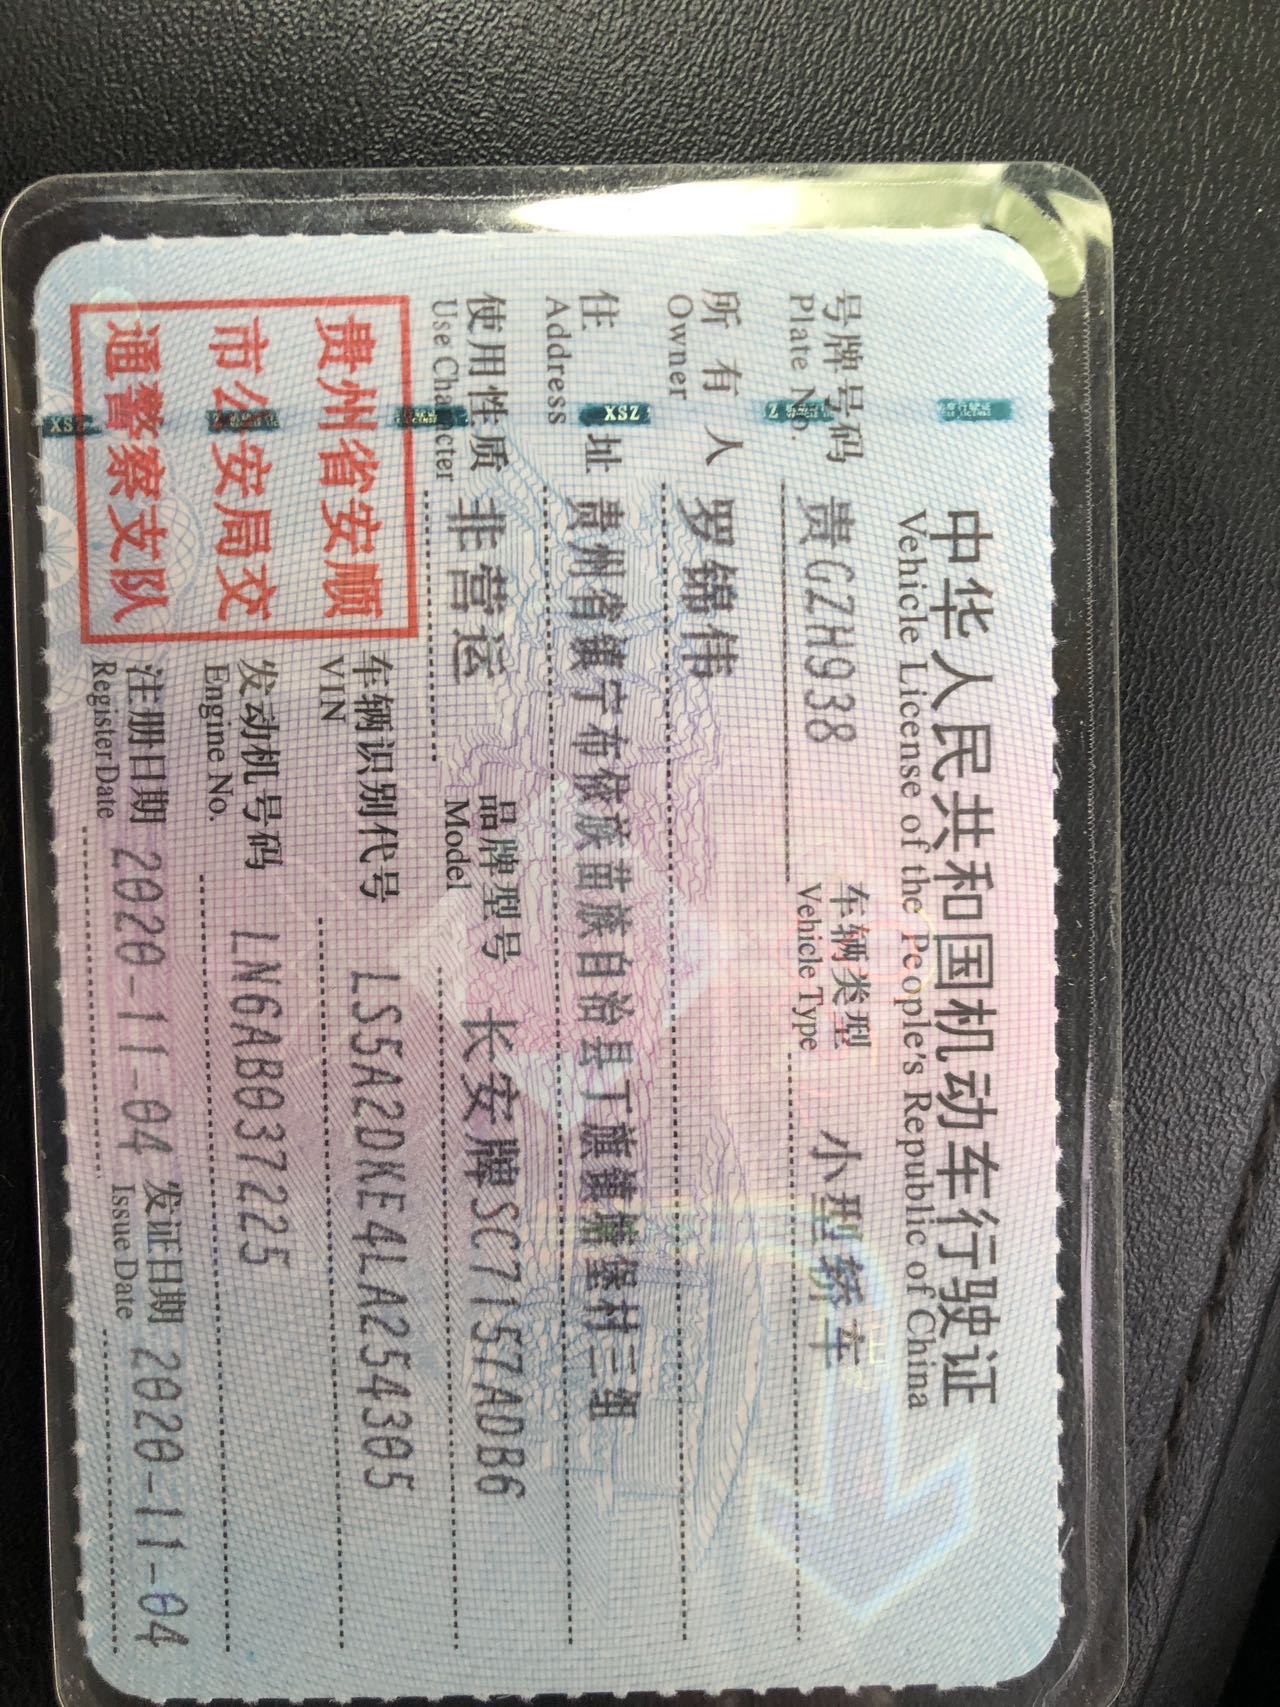 中华人民共和国机动车行驶证
Vehicle License of the People's Republic of China
号牌号码 贵GZH938 车辆类型 小型轿车
Plate No. Vehicle Type
所有人 罗锦伟
Owner
住址 贵州省镇宁布依族苗族自治县丁旗镇 堡村三组
Address
使用性质 非营运 品牌型号 长安牌SC7157ADB6
Use Character Model
贵州省安顺
市公安局交
通警察支队
车辆识别代号 LS5A2DKE4LA254305
VIN
发动机号码 LN6AB037225
Engine No.
注册日期 2020-11-04 发证日期 2020-11-04
Register Date Issue Date
ZSX